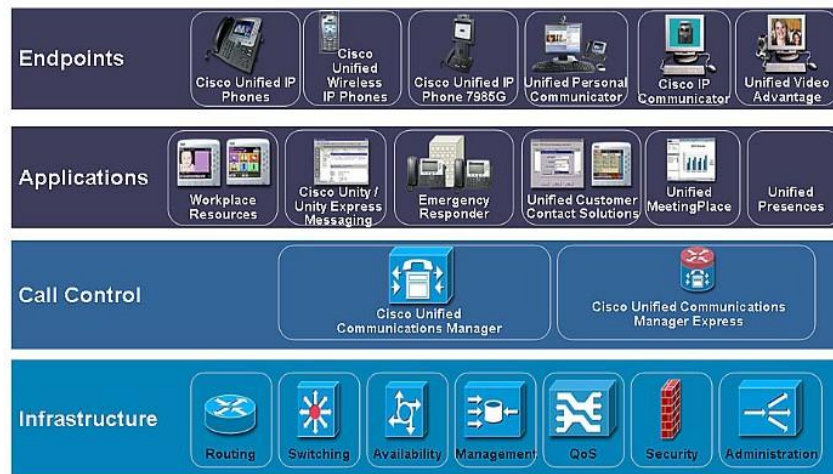 Endpoints
Cisco Unified IP
Phones
Cisco
Unified
Wireless
IP Phones
Cisco Unified IP
Phone 7985G
Unified Personal
Communicator
Cisco IP
Communicator
Unified Video
Advantage
Applications
Workplace
Resources
Cisco Unity /
Unity Express
Messaging
Emergency
Responder
Unified Customer
Contact Solutions
Unified
MeetingPlace
Unified
Presences
Call Control
Cisco Unified
Communications Manager
Cisco Unified Communications
Manager Express
Infrastructure
Routing
Switching
Availability
Management
QoS
Security
Administration